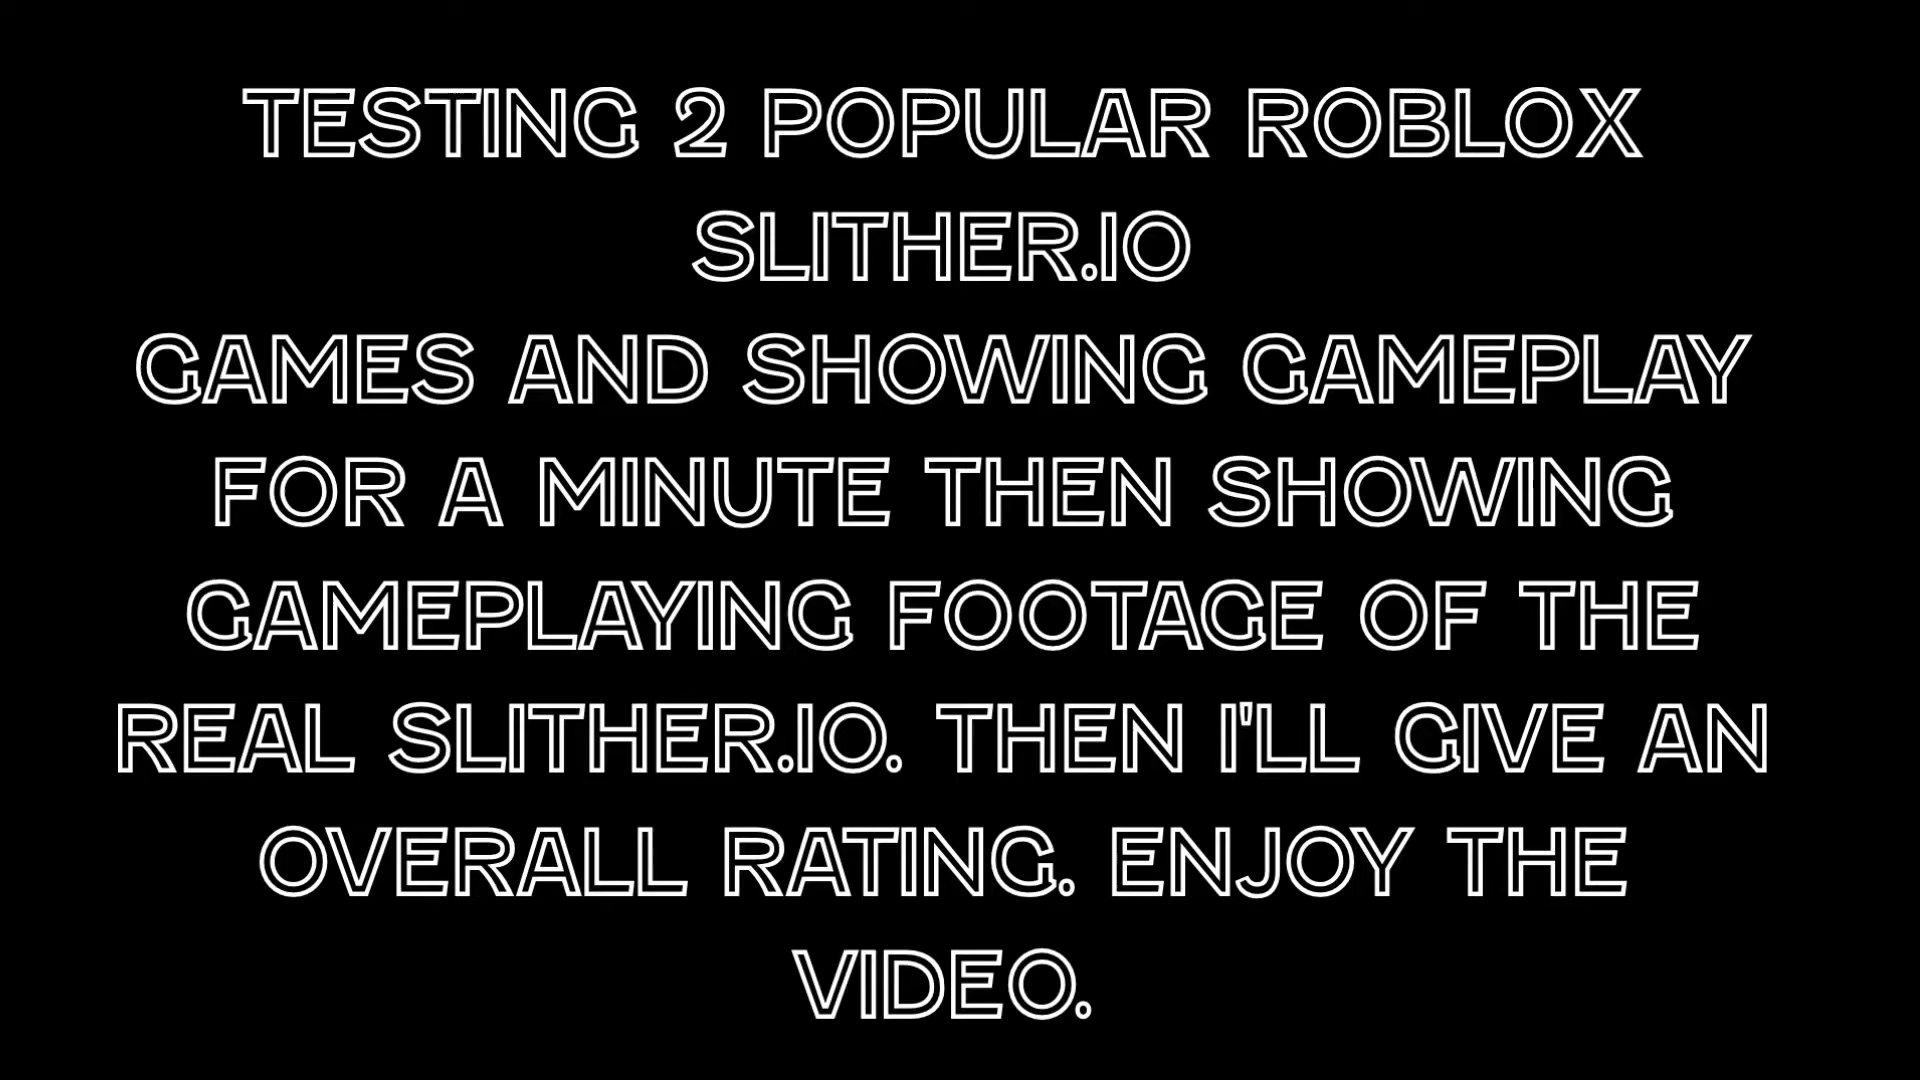 TESTING 2 POPULAR ROBLOX
SLITHER.IO
GAMES AND SHOWING GAMEPLAY
FOR A MINUTE THEN SHOWING
GAMEPLAYING FOOTAGE OF THE
REAL SLITHER.IO. THEN I'LL GIVE AN
OVERALL RATING. ENJOY THE
VIDEO.